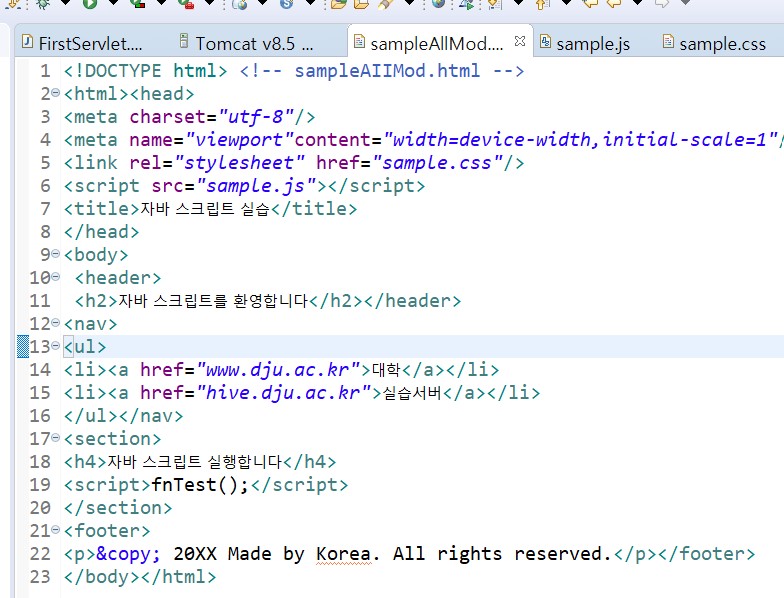 FirstServlet....
Tomcat v8.5 ...
sampleAllMod....
sample.js
sample.css
1 <!DOCTYPE html> <!-- sampleAIIMod.html -->
2 <html><head>
3 <meta charset="utf-8"/>
4 <meta name="viewport"content="width=device-width,initial-scale=1"/
5 <link rel="stylesheet" href="sample.css"/>
6 <script src="sample.js"></script>
7 <title>자바 스크립트 실습</title>
8 </head>
9 <body>
10 <header>
11 <h2>자바 스크립트를 환영합니다</h2></header>
12 <nav>
13 <ul>
14 <li><a href="www.dju.ac.kr">대학</a></li>
15 <li><a href="hive.dju.ac.kr">실습서버</a></li>
16 </ul></nav>
17 <section>
18 <h4>자바 스크립트 실행합니다</h4>
19 <script>fnTest();</script>
20 </section>
21 <footer>
22 <p>&copy; 20XX Made by Korea. All rights reserved.</p></footer>
23 </body></html>